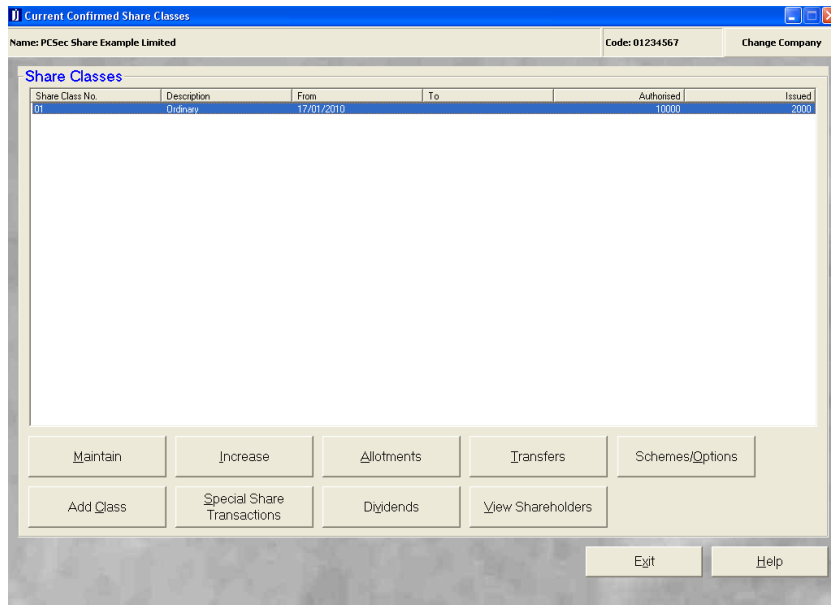 Current Confirmed Share Classes
Name: PCSec Share Example Limited Code: 01234567 Change Company
Share Classes
Share Class No. Description From To Authorised Issued
01 Ordinary 17/01/2010 10000 2000
Maintain Increase Allotments Transfers Schemes/Options
Add Class Special Share Transactions Dividends View Shareholders
Exit Help